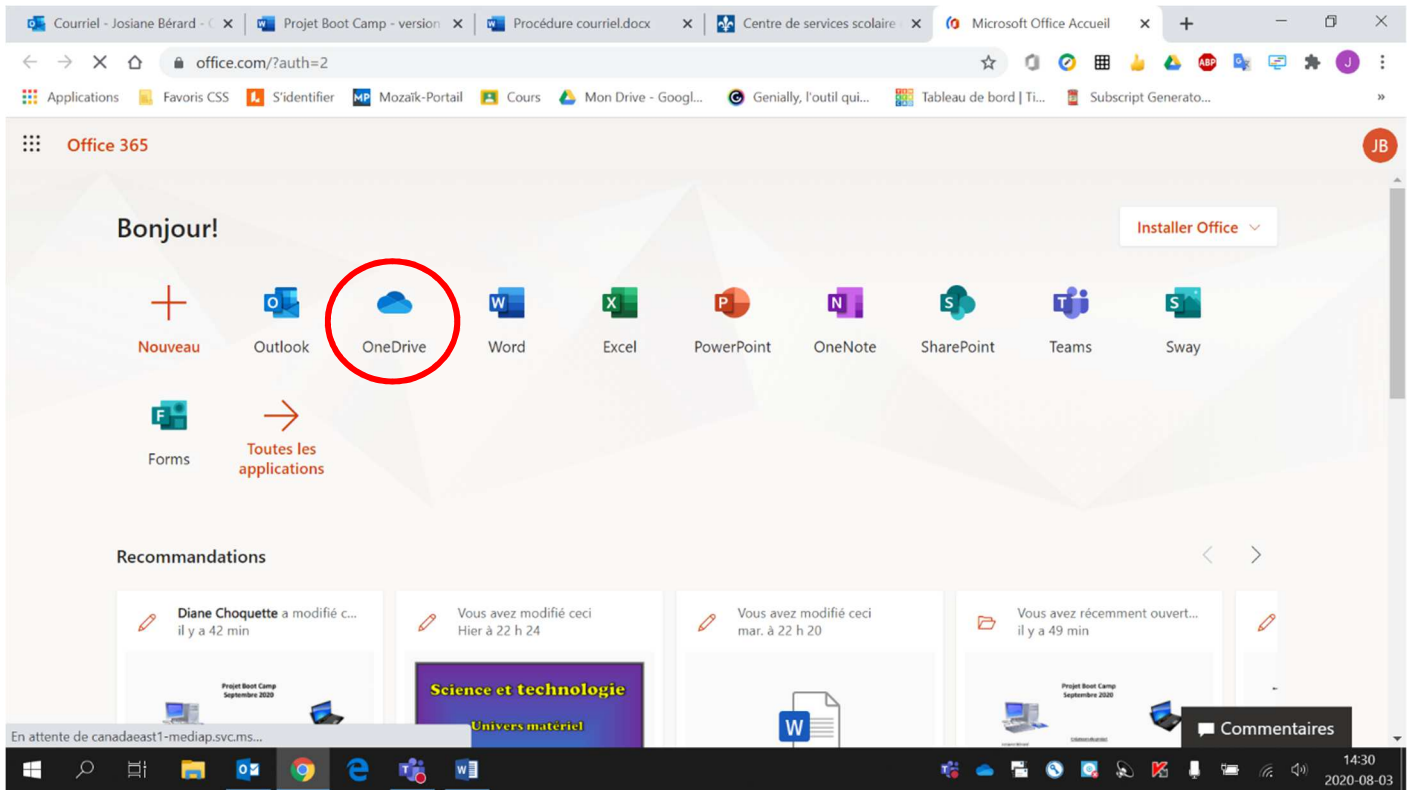 Courriel - Josiane Bérard - C
Projet Boot Camp - version
Procédure courriel.docx
Centre de services scolaire
Microsoft Office Accueil
office.com/?auth=2
ABP
J
Applications
Favoris CSS
S'identifier
MP Mozaïk-Portail
Cours
Mon Drive - Googl...
Genially, l'outil qui...
Tableau de bord | Ti...
Subscript Generato...
»
Office 365
JB
Bonjour!
Installer Office
Nouveau
Outlook
OneDrive
Word
Excel
PowerPoint
OneNote
SharePoint
Teams
Sway
Forms
Toutes les
applications
Recommandations
Diane Choquette a modifié c...
il y a 42 min
Vous avez modifié ceci
Hier à 22 h 24
Vous avez modifié ceci
mar. à 22 h 20
Vous avez récemment ouvert...
il y a 49 min
Projet Boot Camp
Septembre 2020
Science et technologie
Univers matériel
W
Projet Boot Camp
Septembre 2020
Commentaires
En attente de canadaeast1-mediap.svc.ms...
14:30
2020-08-03